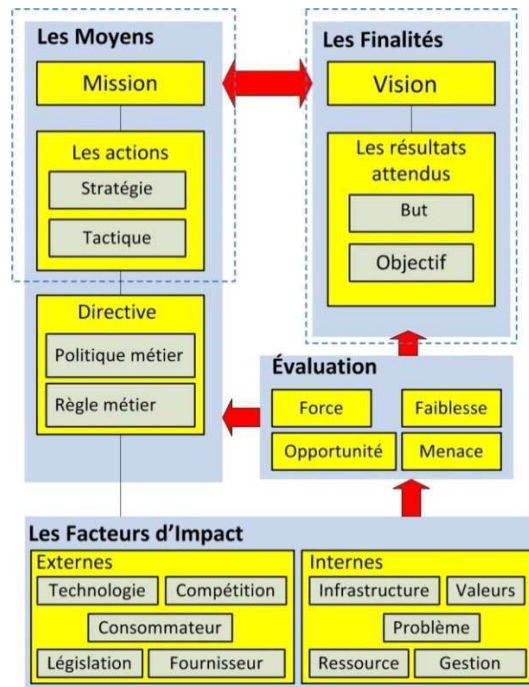 Les Moyens
Mission
Les actions
Stratégie
Tactique
Directive
Politique métier
Règle métier
Les Finalités
Vision
Les résultats
attendus
But
Objectif
Évaluation
Force
Faiblesse
Opportunité
Menace
Les Facteurs d’Impact
Externes
Technologie
Compétition
Consommateur
Législation
Fournisseur
Internes
Infrastructure
Valeurs
Problème
Ressource
Gestion